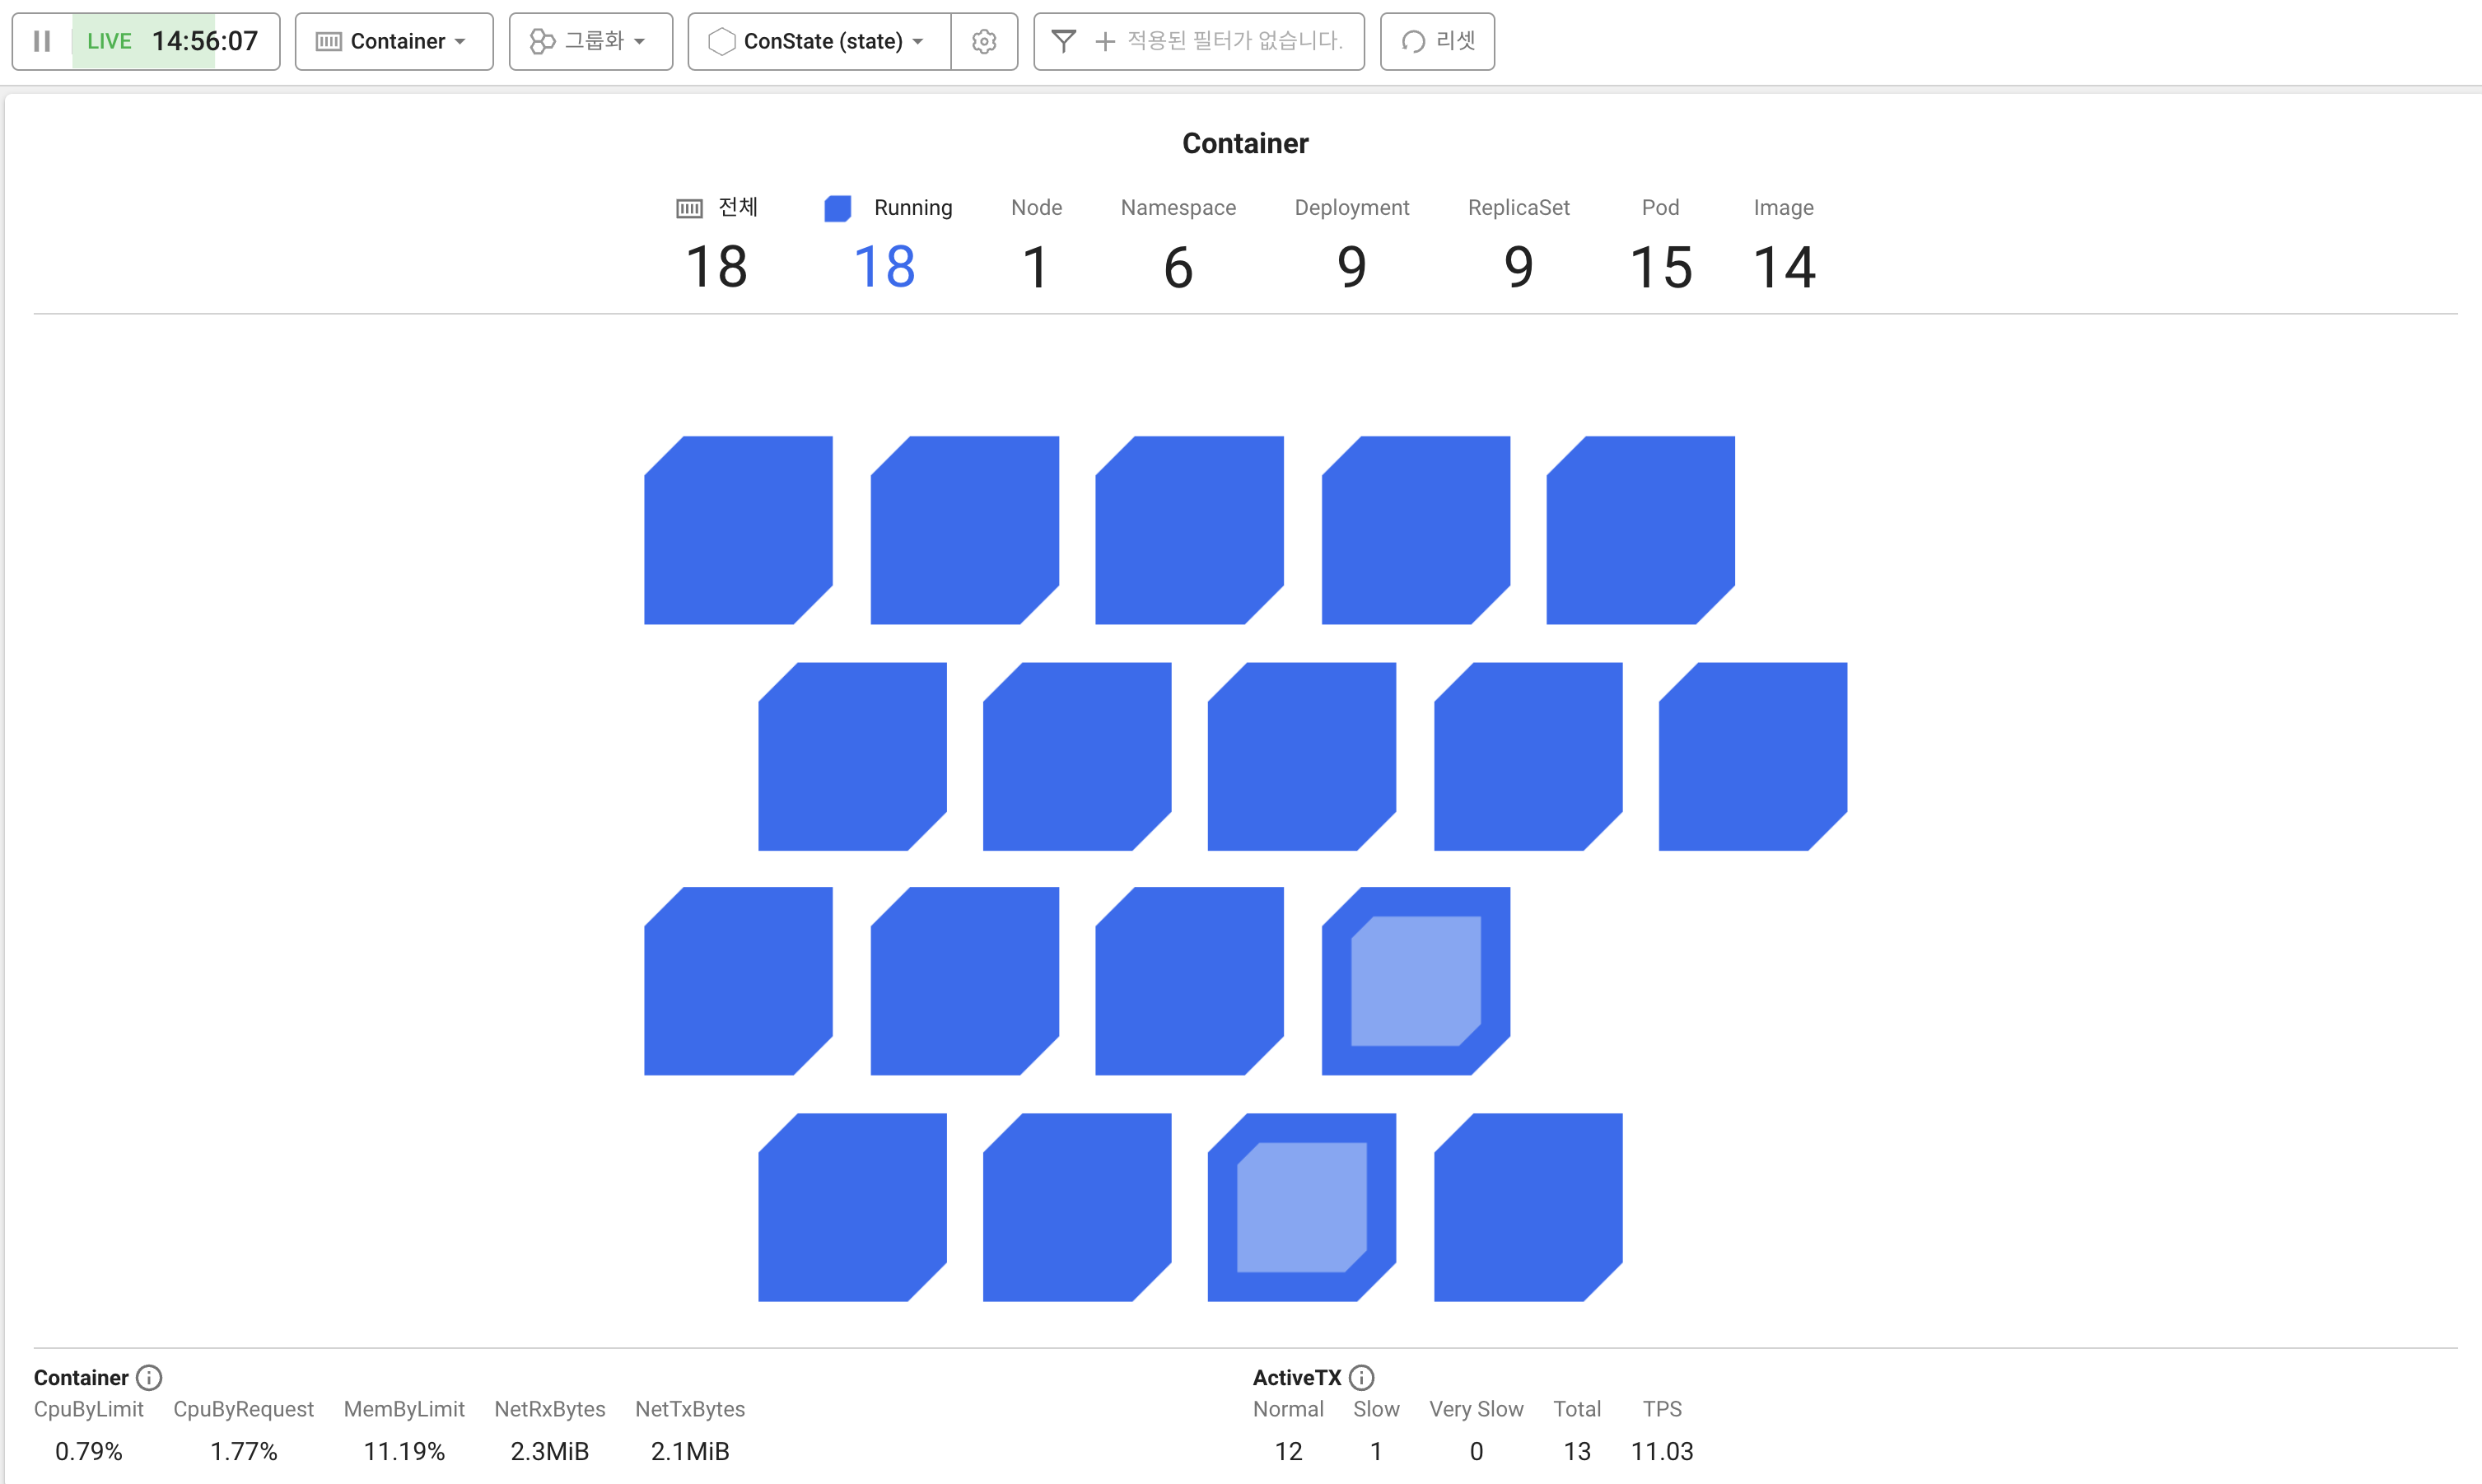 LIVE 14:56:07 Container 그룹화 ConState (state) 적용된 필터가 없습니다. 리셋
Container
전체 Running Node Namespace Deployment ReplicaSet Pod Image
18 18 1 6 9 9 15 14
Container
CpuByLimit CpuByRequest MemByLimit NetRxBytes NetTxBytes
0.79% 1.77% 11.19% 2.3MiB 2.1MiB
ActiveTX
Normal Slow Very Slow Total TPS
12 1 0 13 11.03